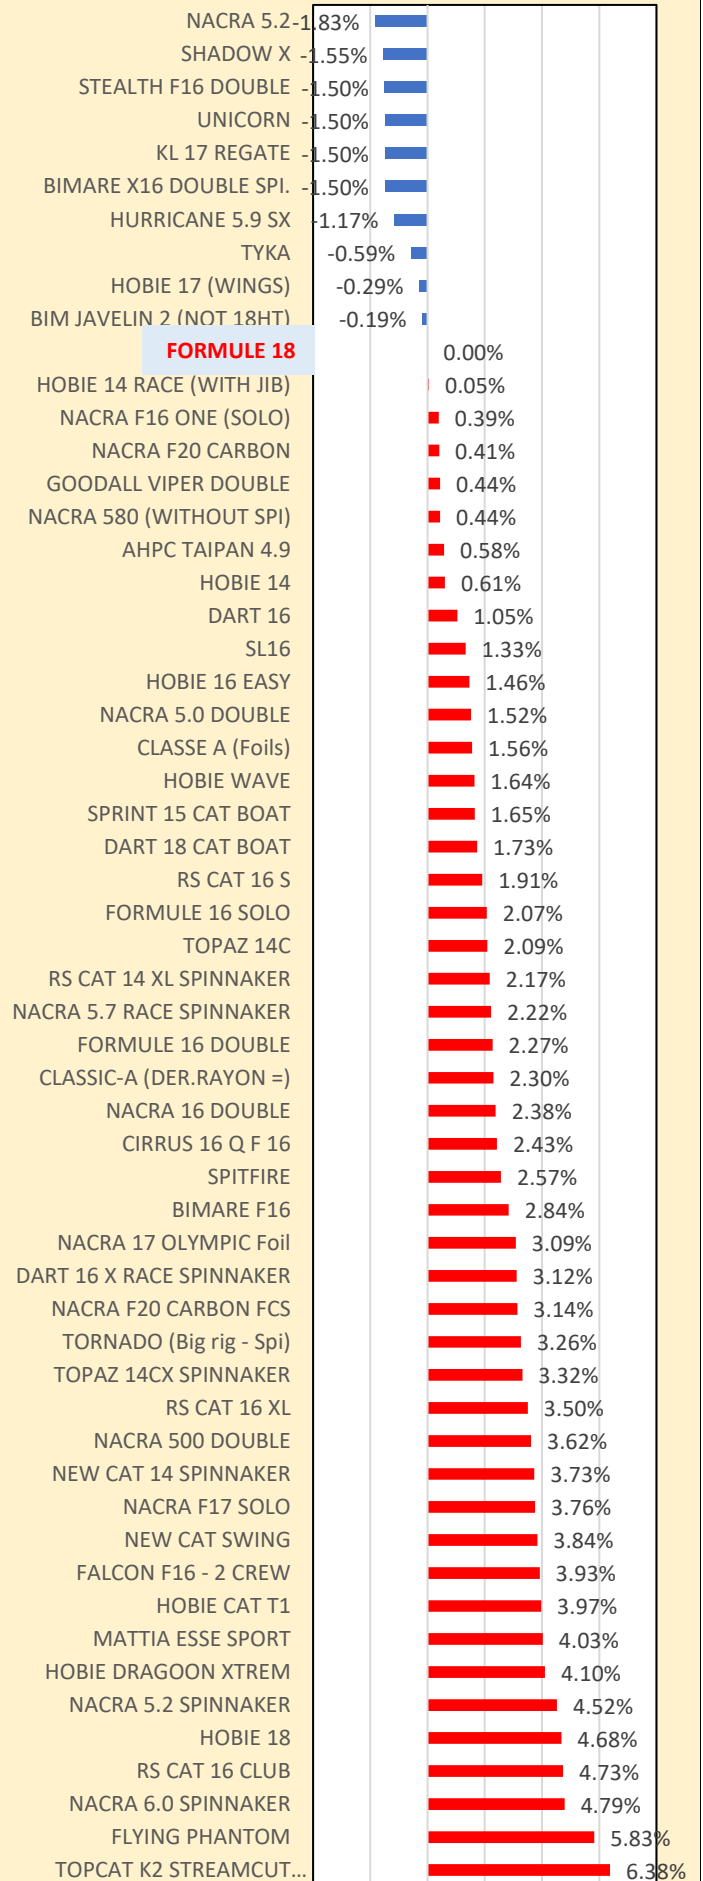 NACRA 5.2 -1.83%
SHADOW X -1.55%
STEALTH F16 DOUBLE -1.50%
UNICORN -1.50%
KL 17 REGATE -1.50%
BIMARE X16 DOUBLE SPI. -1.50%
HURRICANE 5.9 SX -1.17%
TYKA -0.59%
HOBIE 17 (WINGS) -0.29%
BIM JAVELIN 2 (NOT 18HT) -0.19%
FORMULE 18 0.00%
HOBIE 14 RACE (WITH JIB) 0.05%
NACRA F16 ONE (SOLO) 0.39%
NACRA F20 CARBON 0.41%
GOODALL VIPER DOUBLE 0.44%
NACRA 580 (WITHOUT SPI) 0.44%
AHPC TAIPAN 4.9 0.58%
HOBIE 14 0.61%
DART 16 1.05%
SL16 1.33%
HOBIE 16 EASY 1.46%
NACRA 5.0 DOUBLE 1.52%
CLASSE A (Foils) 1.56%
HOBIE WAVE 1.64%
SPRINT 15 CAT BOAT 1.65%
DART 18 CAT BOAT 1.73%
RS CAT 16 S 1.91%
FORMULE 16 SOLO 2.07%
TOPAZ 14C 2.09%
RS CAT 14 XL SPINNAKER 2.17%
NACRA 5.7 RACE SPINNAKER 2.22%
FORMULE 16 DOUBLE 2.27%
CLASSIC-A (DER.RAYON =) 2.30%
NACRA 16 DOUBLE 2.38%
CIRRUS 16 Q F 16 2.43%
SPITFIRE 2.57%
BIMARE F16 2.84%
NACRA 17 OLYMPIC Foil 3.09%
DART 16 X RACE SPINNAKER 3.12%
NACRA F20 CARBON FCS 3.14%
TORNADO (Big rig - Spi) 3.26%
TOPAZ 14CX SPINNAKER 3.32%
RS CAT 16 XL 3.50%
NACRA 500 DOUBLE 3.62%
NEW CAT 14 SPINNAKER 3.73%
NACRA F17 SOLO 3.76%
NEW CAT SWING 3.84%
FALCON F16 - 2 CREW 3.93%
HOBIE CAT T1 3.97%
MATTIA ESSE SPORT 4.03%
HOBIE DRAGOON XTREM 4.10%
NACRA 5.2 SPINNAKER 4.52%
HOBIE 18 4.68%
RS CAT 16 CLUB 4.73%
NACRA 6.0 SPINNAKER 4.79%
FLYING PHANTOM 5.83%
TOPCAT K2 STREAMCUT... 6.38%